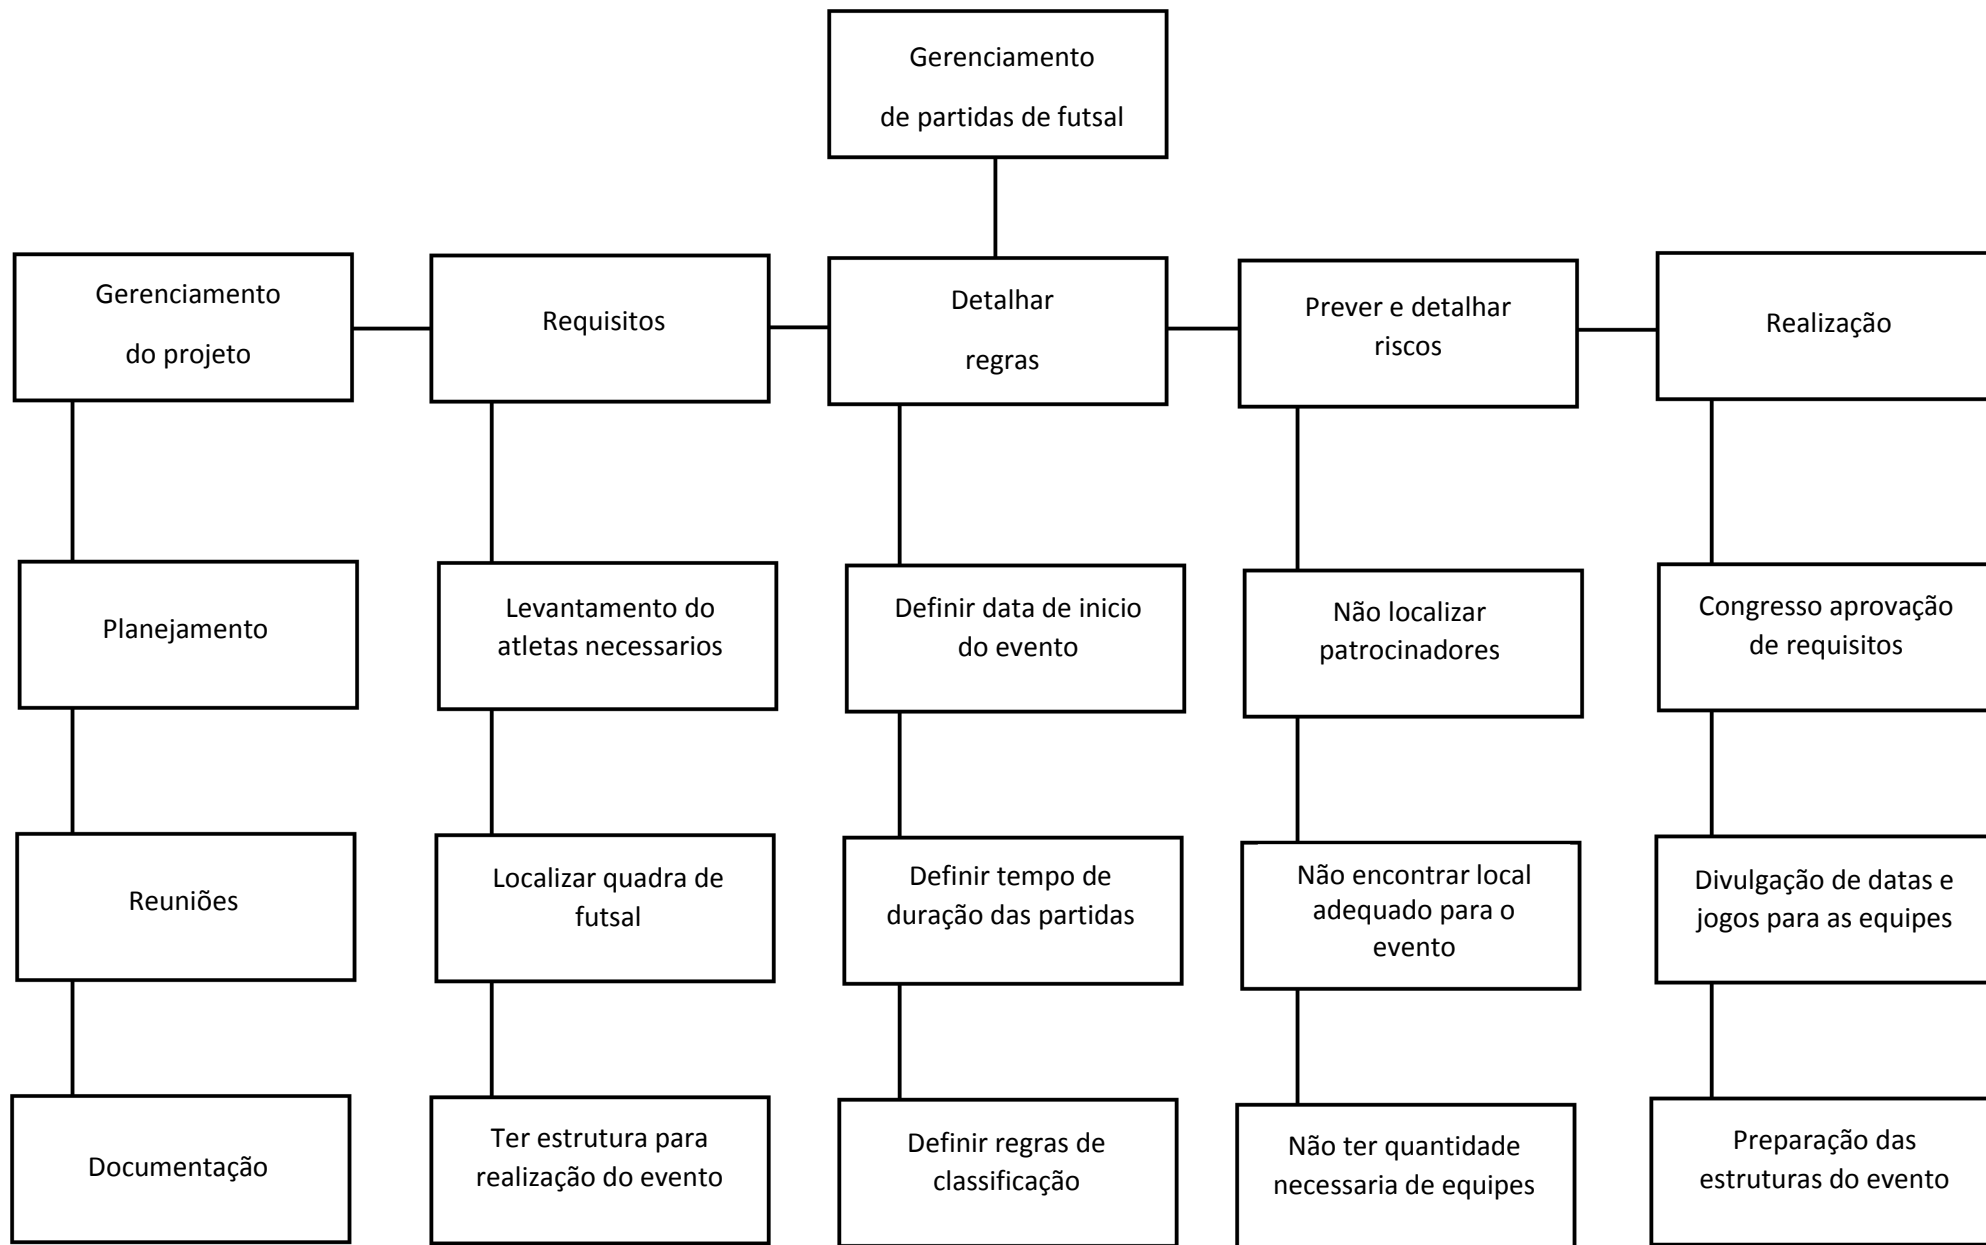 Gerenciamento
de partidas de futsal
Gerenciamento
do projeto
Requisitos
Detalhar
regras
Prever e detalhar
riscos
Realização
Planejamento
Levantamento do
atletas necessarios
Definir data de inicio
do evento
Não localizar
patrocinadores
Congresso aprovação
de requisitos
Reuniões
Localizar quadra de
futsal
Definir tempo de
duração das partidas
Não encontrar local
adequado para o
evento
Divulgação de datas e
jogos para as equipes
Documentação
Ter estrutura para
realização do evento
Definir regras de
classificação
Não ter quantidade
necessaria de equipes
Preparação das
estruturas do evento